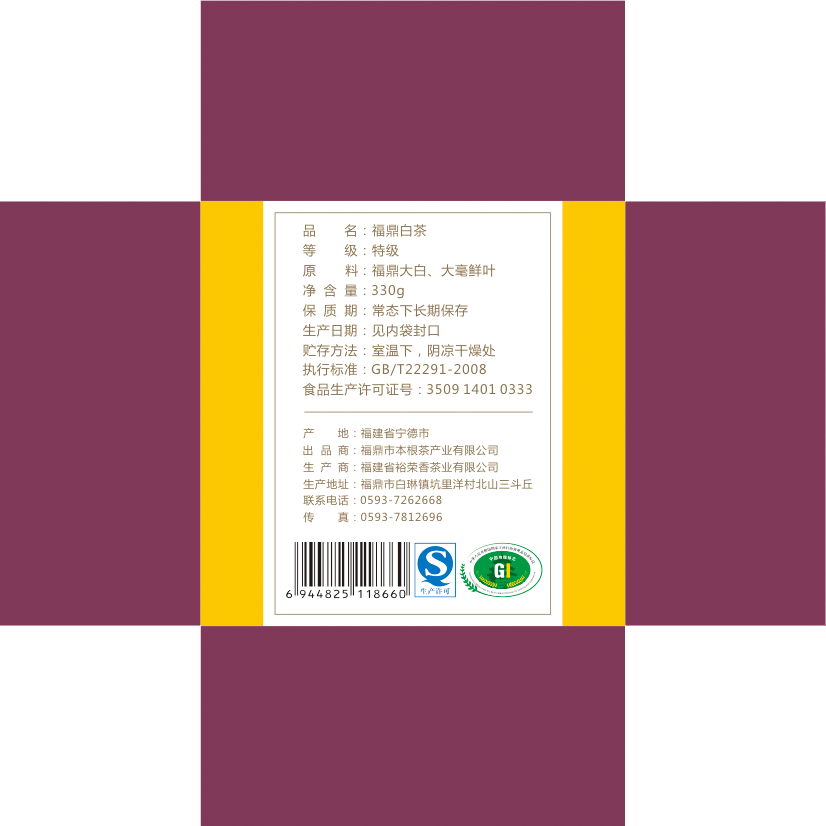 品　　名：福鼎白茶
等　　级：特级
原　　料：福鼎大白、大毫鲜叶
净 含 量：330g
保 质 期：常态下长期保存
生产日期：见内袋封口
贮存方法：室温下，阴凉干燥处
执行标准：GB/T22291-2008
食品生产许可证号：3509 1401 0333
产　　地：福建省宁德市
出 品 商：福鼎市本根茶产业有限公司
生 产 商：福建省裕荣香茶业有限公司
生产地址：福鼎市白琳镇坑里洋村北山三斗丘
联系电话：0593-7262668
传　　真：0593-7812696
6 944825 118660
生产许可
GI